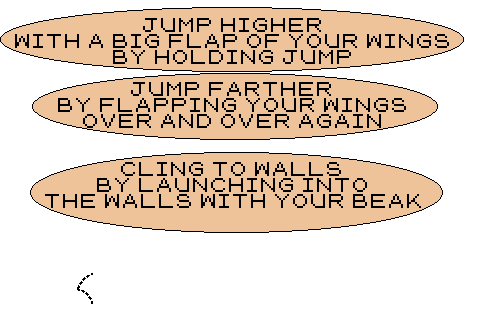 JUMP HIGHER
WITH A BIG FLAP OF YOUR WINGS
BY HOLDING JUMP
JUMP FARTHER
BY FLAPPING YOUR WINGS
OVER AND OVER AGAIN
CLING TO WALLS
BY LAUNCHING INTO
THE WALLS WITH YOUR BEAK